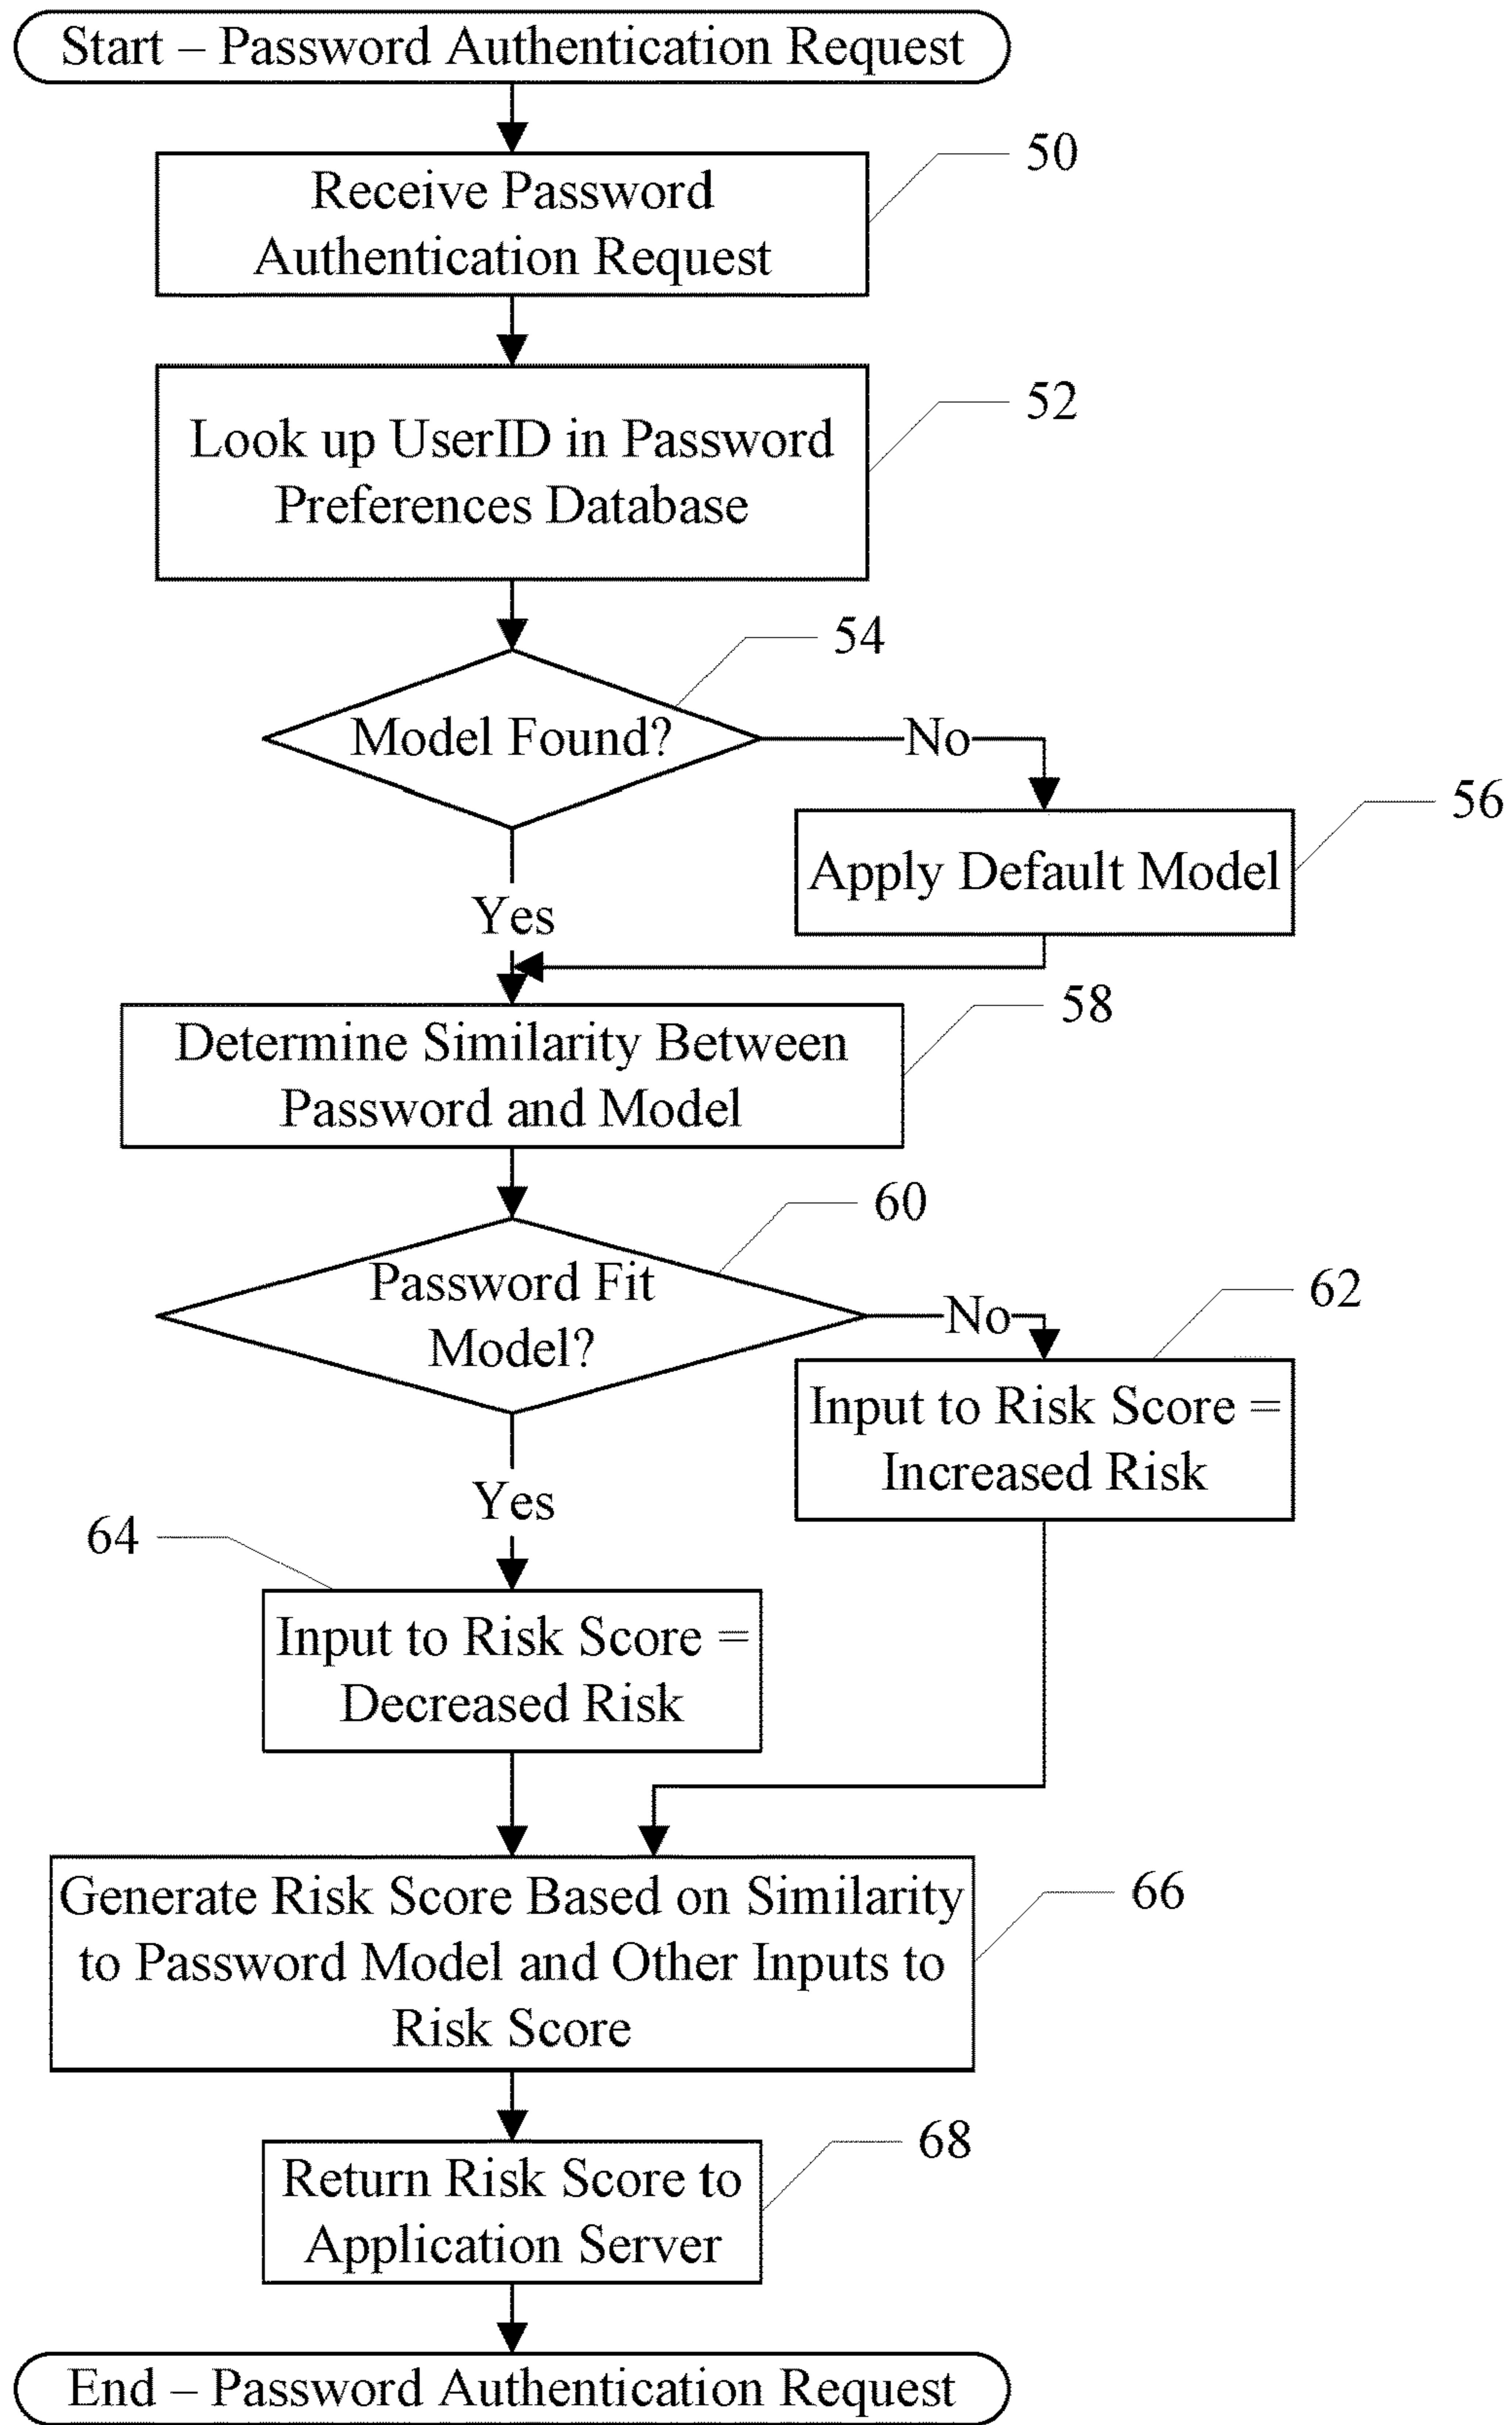 Start – Password Authentication Request
50
Receive Password
Authentication Request
52
Look up UserID in Password
Preferences Database
54
Model Found?
No
56
Apply Default Model
Yes
58
Determine Similarity Between
Password and Model
60
Password Fit
Model?
No
62
Input to Risk Score =
Increased Risk
Yes
64
Input to Risk Score =
Decreased Risk
66
Generate Risk Score Based on Similarity
to Password Model and Other Inputs to
Risk Score
68
Return Risk Score to
Application Server
End – Password Authentication Request